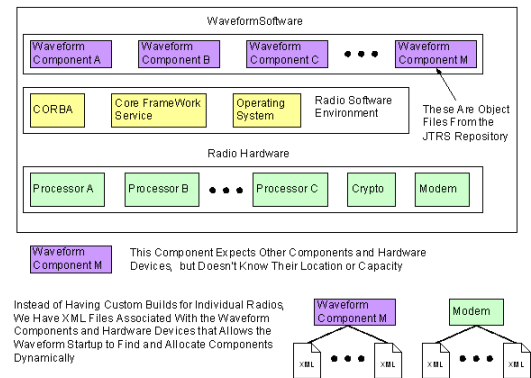 WaveformSoftware
Waveform Component A
Waveform Component B
Waveform Component C
Waveform Component M
CORBA
Core FrameWork Service
Operating System
Radio Software Environment
These Are Object Files From the JTRS Repository
Radio Hardware
Processor A
Processor B
Processor C
Crypto
Modem
Waveform Component M
This Component Expects Other Components and Hardware
Devices, but Doesn't Know Their Location or Capacity
Instead of Having Custom Builds for Individual Radios,
We Have XML Files Associated With the Waveform
Components and Hardware Devices that Allows the
Waveform Startup to Find and Allocate Components
Dynamically
Waveform Component M
Modem
XML
XML
XML
XML